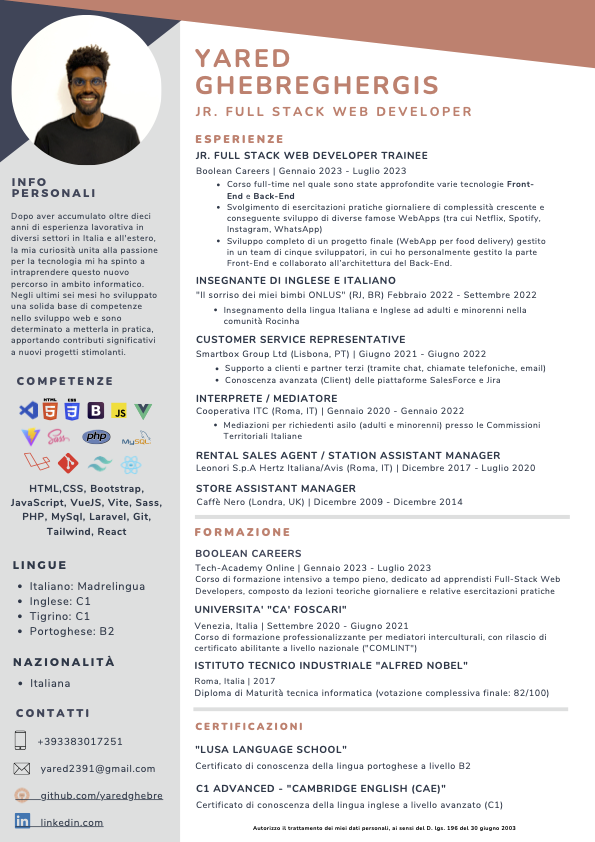 YARED
GHEBREGHERGIS
JR. FULL STACK WEB DEVELOPER
INFO
PERSONALI
Dopo aver accumulato oltre dieci
anni di esperienza lavorativa in
diversi settori in Italia e all'estero,
la mia curiosità unita alla passione
per la tecnologia mi ha spinto a
intraprendere questo nuovo
percorso in ambito informatico.
Negli ultimi sei mesi ho sviluppato
una solida base di competenze
nello sviluppo web e sono
determinato a metterla in pratica,
apportando contributi significativi
a nuovi progetti stimolanti.
COMPETENZE
HTML
CSS
5
3
B
JS
Sass
php
MySQL
HTML,CSS, Bootstrap,
JavaScript, VueJS, Vite, Sass,
PHP, MySql, Laravel, Git,
Tailwind, React
LINGUE
• Italiano: Madrelingua
• Inglese: C1
• Tigrino: C1
• Portoghese: B2
NAZIONALITÀ
• Italiana
CONTATTI
+393383017251
yared2391@gmail.com
github.com/yaredghebre
in linkedin.com
ESPERIENZE
JR. FULL STACK WEB DEVELOPER TRAINEE
Boolean Careers | Gennaio 2023 - Luglio 2023
• Corso full-time nel quale sono state approfondite varie tecnologie Front-
End e Back-End
• Svolgimento di esercitazioni pratiche giornaliere di complessità crescente e
conseguente sviluppo di diverse famose WebApps (tra cui Netflix, Spotify,
Instagram, WhatsApp)
• Sviluppo completo di un progetto finale (WebApp per food delivery) gestito
in un team di cinque sviluppatori, in cui ho personalmente gestito la parte
Front-End e collaborato all'architettura del Back-End.
INSEGNANTE DI INGLESE E ITALIANO
"Il sorriso dei miei bimbi ONLUS" (RJ, BR) Febbraio 2022 - Settembre 2022
• Insegnamento della lingua Italiana e Inglese ad adulti e minorenni nella
comunità Rocinha
CUSTOMER SERVICE REPRESENTATIVE
Smartbox Group Ltd (Lisbona, PT) | Giugno 2021 - Giugno 2022
• Supporto a clienti e partner terzi (tramite chat, chiamate telefoniche, email)
• Conoscenza avanzata (Client) delle piattaforme SalesForce e Jira
INTERPRETE / MEDIATORE
Cooperativa ITC (Roma, IT) | Gennaio 2020 - Gennaio 2022
• Mediazioni per richiedenti asilo (adulti e minorenni) presso le Commissioni
Territoriali Italiane
RENTAL SALES AGENT / STATION ASSISTANT MANAGER
Leonori S.p.A Hertz Italiana/Avis (Roma, IT) | Dicembre 2017 - Luglio 2020
STORE ASSISTANT MANAGER
Caffè Nero (Londra, UK) | Dicembre 2009 - Dicembre 2014
FORMAZIONE
BOOLEAN CAREERS
Tech-Academy Online | Gennaio 2023 - Luglio 2023
Corso di formazione intensivo a tempo pieno, dedicato ad apprendisti Full-Stack Web
Developers, composto da lezioni teoriche giornaliere e relative esercitazioni pratiche
UNIVERSITA' "CA' FOSCARI"
Venezia, Italia | Settembre 2020 - Giugno 2021
Corso di formazione professionalizzante per mediatori interculturali, con rilascio di
certificato abilitante a livello nazionale ("COMLINT")
ISTITUTO TECNICO INDUSTRIALE "ALFRED NOBEL"
Roma, Italia | 2017
Diploma di Maturità tecnica informatica (votazione complessiva finale: 82/100)
CERTIFICAZIONI
"LUSA LANGUAGE SCHOOL"
Certificato di conoscenza della lingua portoghese a livello B2
C1 ADVANCED - "CAMBRIDGE ENGLISH (CAE)"
Certificato di conoscenza della lingua inglese a livello avanzato (C1)
Autorizzo il trattamento dei miei dati personali, ai sensi del D. lgs. 196 del 30 giugno 2003